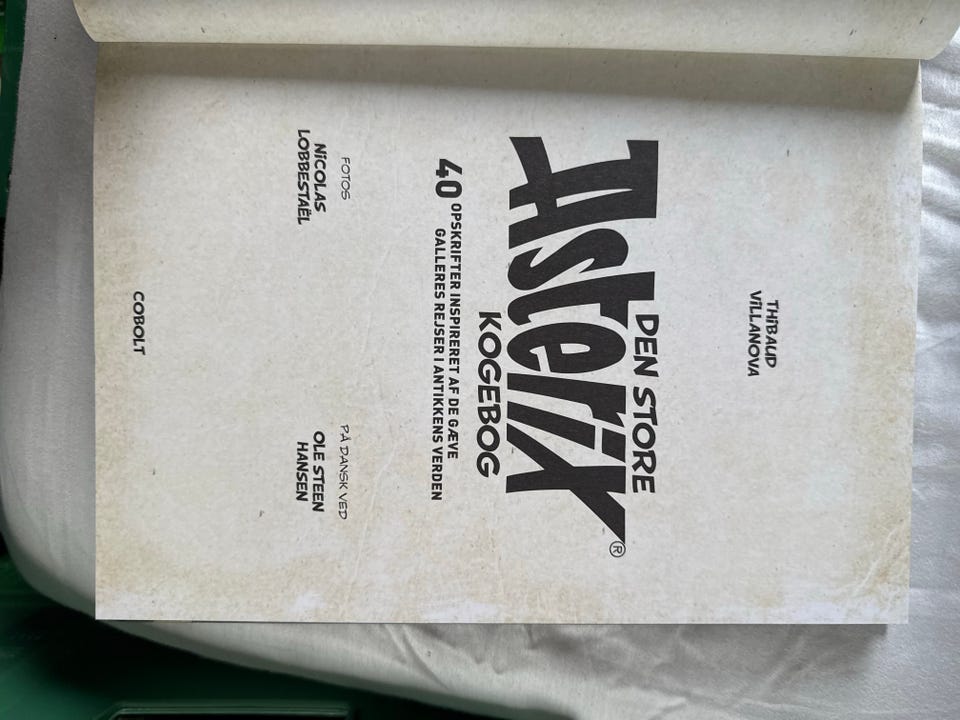 THiBAUD
ViLLANOVA
DEN STORE
Asterix®
KOGEBOG
40 OPSKRIFTER INSPIRERET AF DE GÆVE
GALLERES REJSER I ANTIKKENS VERDEN
FOTOS
NiCOLAS
LOBBESTAËL
PÅ DANSK VED
OLE STEEN
HANSEN
COBOLT